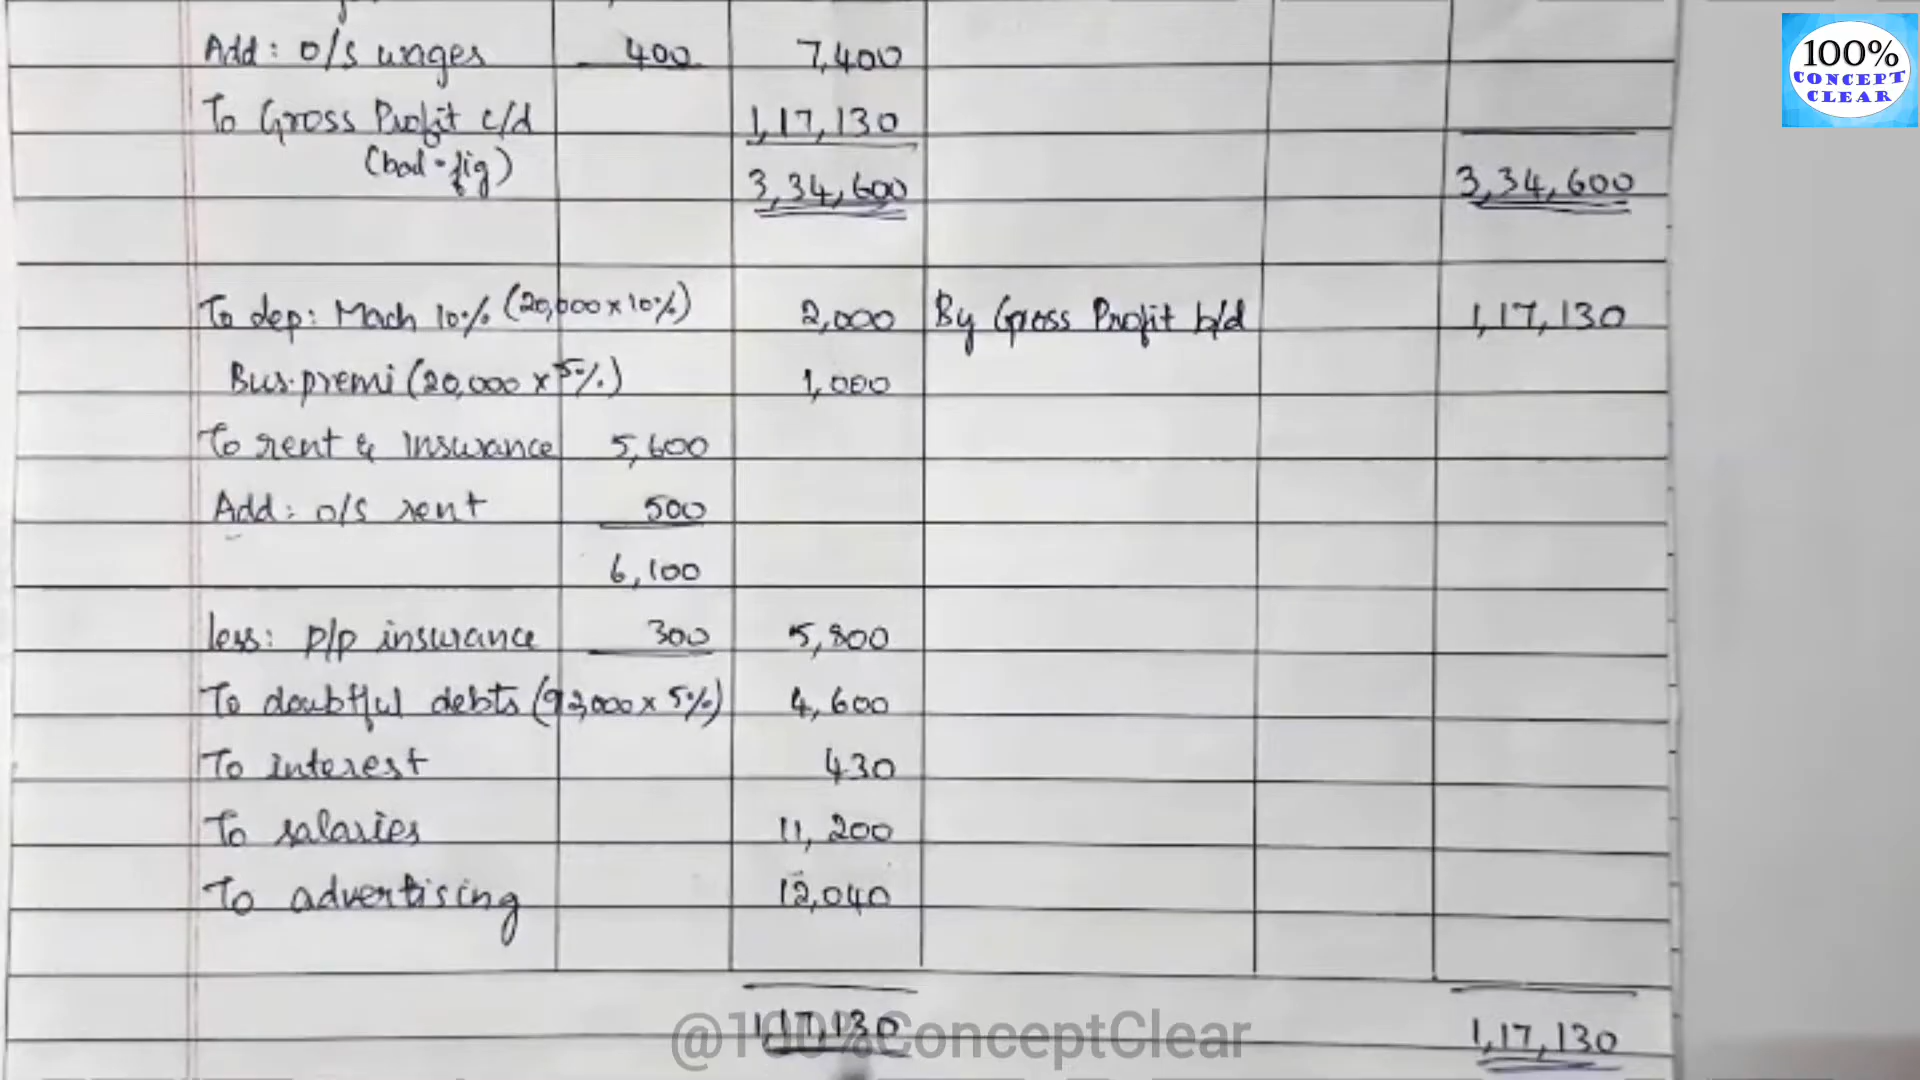 Add: o/s wages 400 7,400
To Gross Profit c/d 1,17,130
(bal-fig) 3,34,600 3,34,600
To dep: Mach 10% (20,000x10%) 2,000 By Gross Profit b/d 1,17,130
Bus.premi (20,000 x 5%) 1,000
To rent & Insurance 5,600
Add: o/s rent 500
6,100
less: p/p insurance 300 5,800
To doubtful debts (92,000 x 5%) 4,600
To interest 430
To salaries 11,200
To advertising 12,040
1,17,130 1,17,130
@100%ConceptClear
100%
CONCEPT
CLEAR